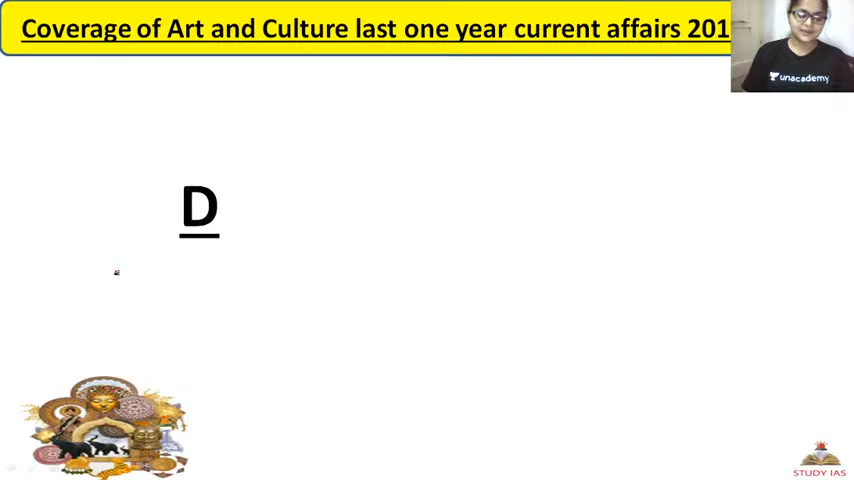 Coverage of Art and Culture last one year current affairs 201
unacademy
D
STUDY IAS